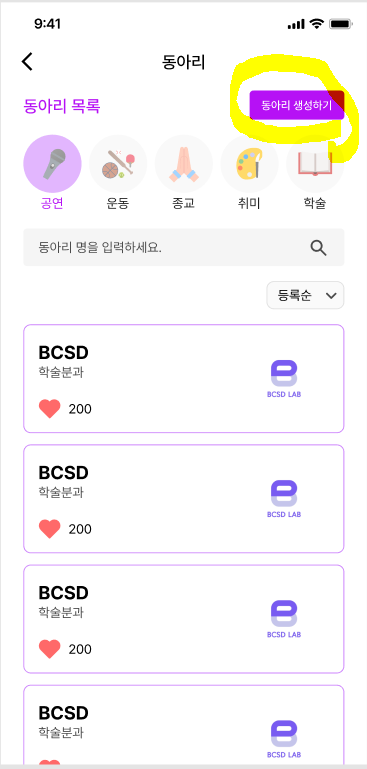 9:41
동아리
동아리 목록
동아리 생성하기
공연 운동 종교 취미 학술
동아리 명을 입력하세요.
등록순
BCSD
학술분과
200
BCSD LAB
BCSD
학술분과
200
BCSD LAB
BCSD
학술분과
200
BCSD LAB
BCSD
학술분과
BCSD LAB